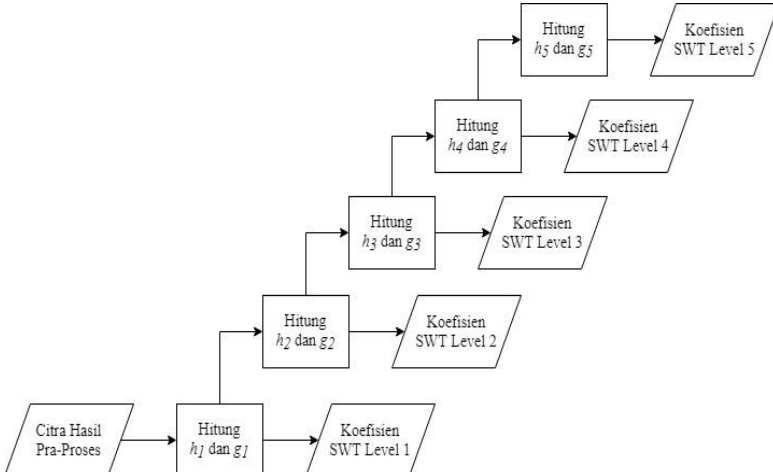 Hitung
h5 dan g5
Koefisien
SWT Level 5
Hitung
h4 dan g4
Koefisien
SWT Level 4
Hitung
h3 dan g3
Koefisien
SWT Level 3
Hitung
h2 dan g2
Koefisien
SWT Level 2
Citra Hasil
Pra-Proses
Hitung
h1 dan g1
Koefisien
SWT Level 1